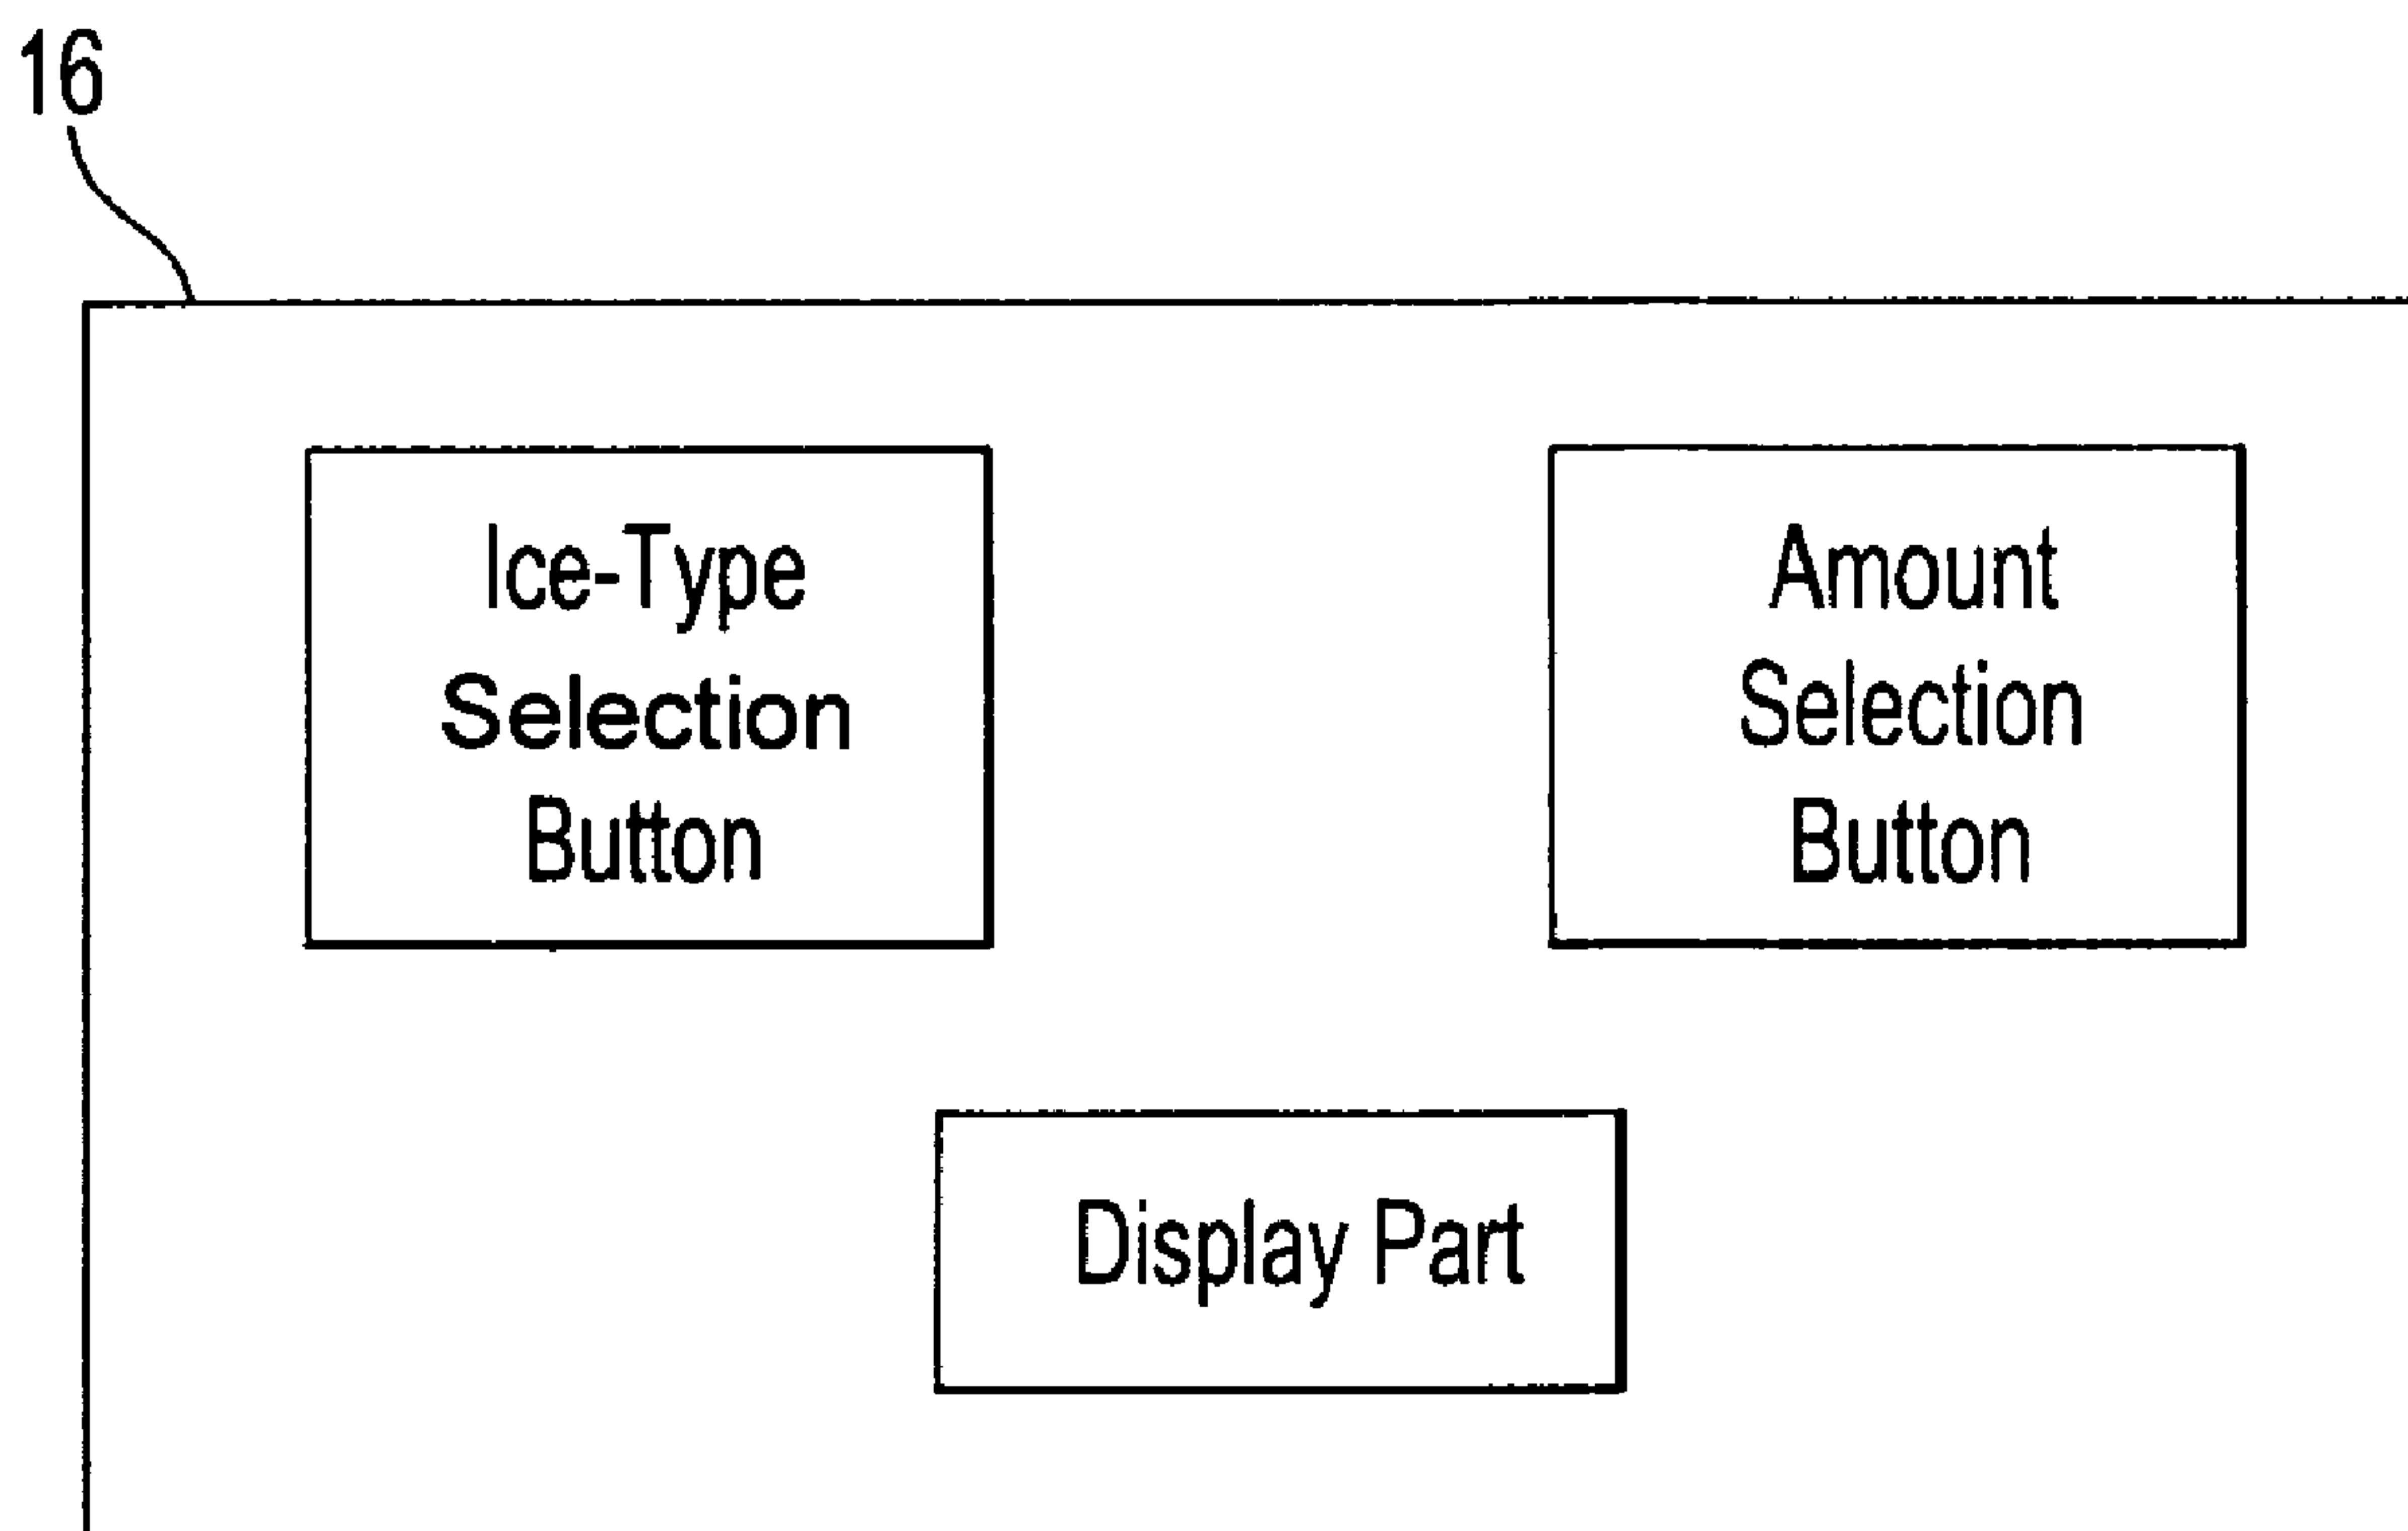 16
Ice-Type
Selection
Button
Amount
Selection
Button
Display Part